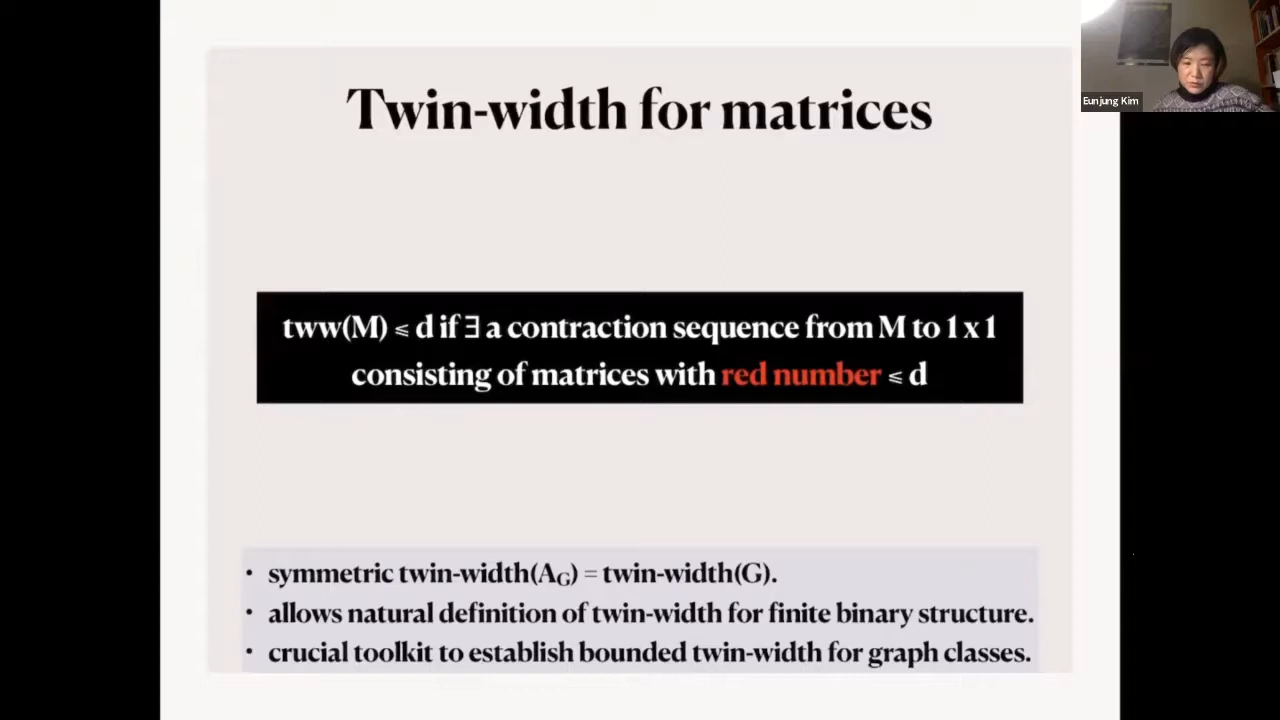 Twin-width for matrices
Eunjung Kim
tww(M) ⩽ d if ∃ a contraction sequence from M to 1 x 1
consisting of matrices with red number ⩽ d
• symmetric twin-width(A_G) = twin-width(G).
• allows natural definition of twin-width for finite binary structure.
• crucial toolkit to establish bounded twin-width for graph classes.